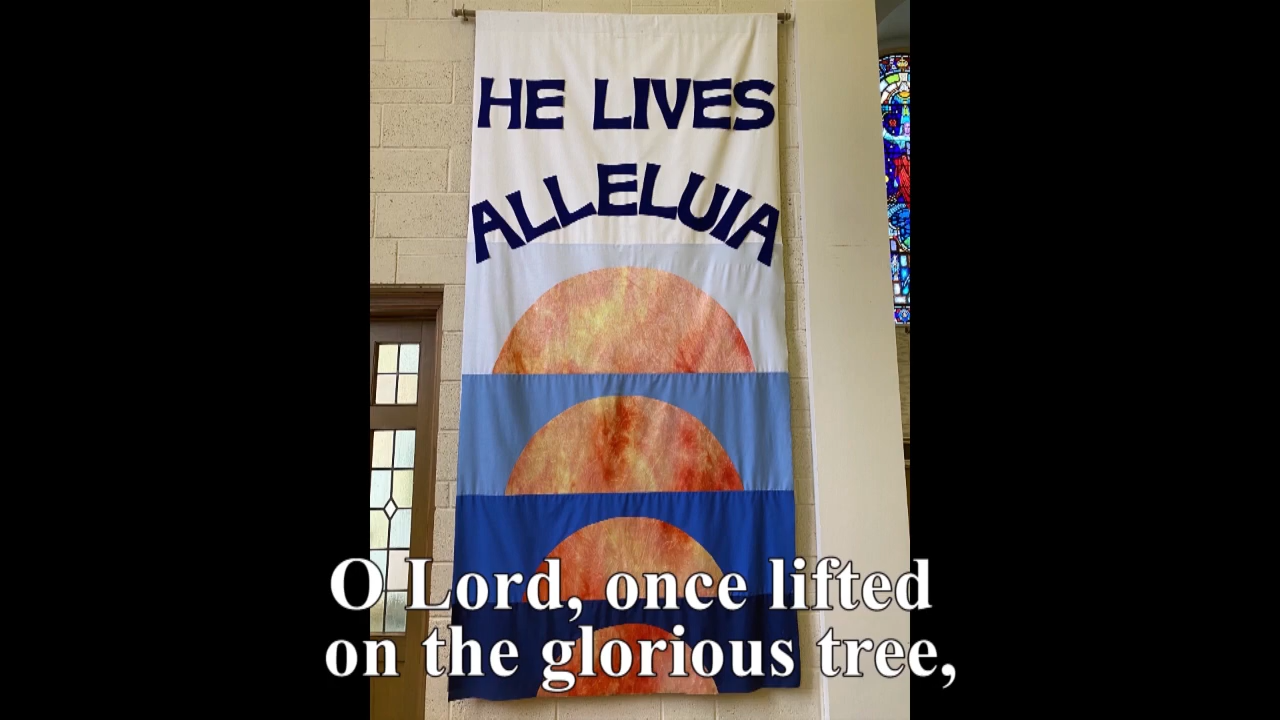 HE LIVES
ALLELUIA
O Lord, once lifted
on the glorious tree,